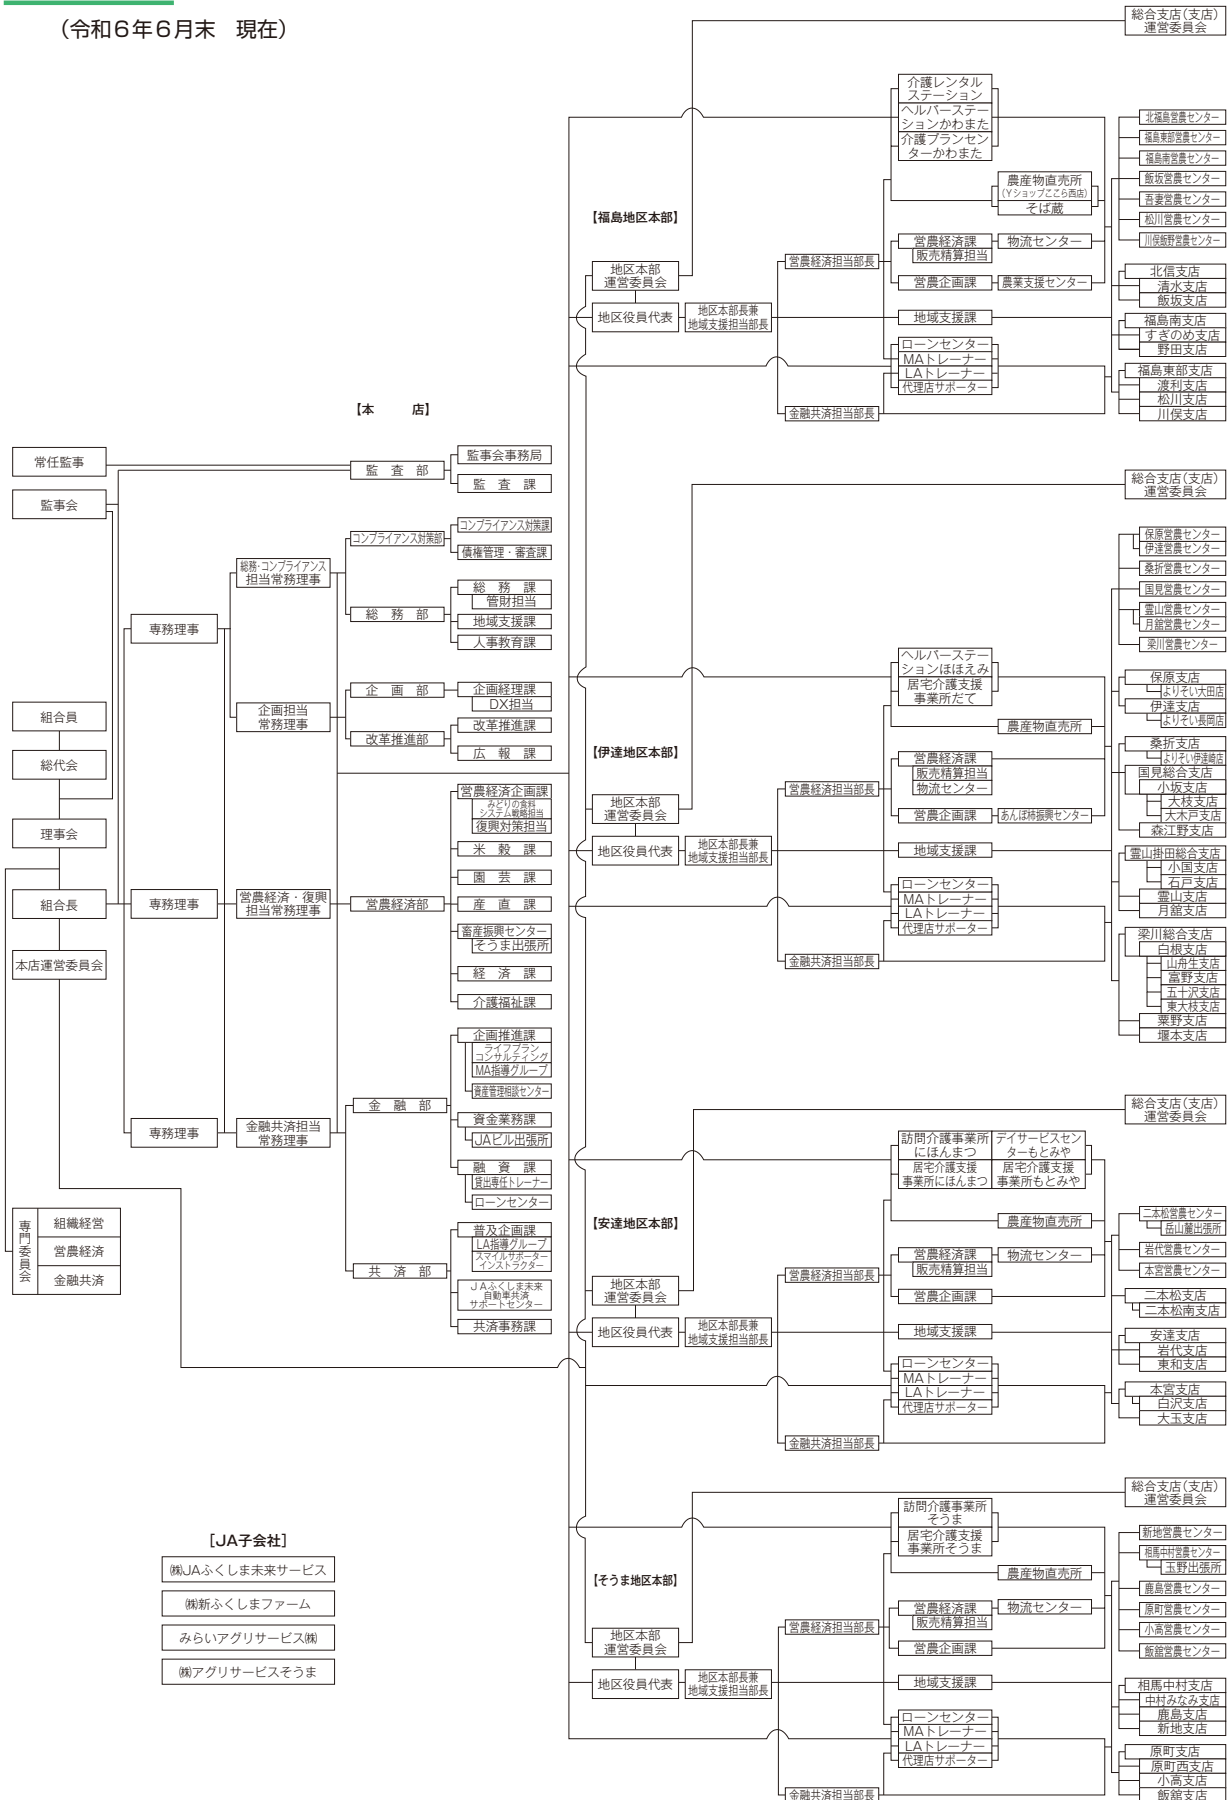 （令和６年６月末　現在）
【本　　　店】
常任監事
監事会
組合員
総代会
理事会
組合長
本店運営委員会
専門委員会
組織経営
営農経済
金融共済
専務理事
専務理事
専務理事
総務・コンプライアンス
担当常務理事
企画担当
常務理事
営農経済・復興
担当常務理事
金融共済担当
常務理事
監　査　部
監事会事務局
監　査　課
コンプライアンス対策部
コンプライアンス対策課
債権管理・審査課
総　務　部
総　務　課
管財担当
地域支援課
人事教育課
企　画　部
企画経理課
DX担当
改革推進部
改革推進課
広　報　課
営農経済部
営農経済企画課
みどりの食料
システム戦略担当
復興対策担当
米　穀　課
園　芸　課
産　直　課
畜産振興センター
そうま出張所
経　済　課
介護福祉課
金　融　部
企画推進課
ライフプラン
コンサルティング
MA指導グループ
資産管理相談センター
資金業務課
JAビル出張所
融　資　課
貸出専任トレーナー
ローンセンター
共　済　部
普及企画課
LA指導グループ
スマイルサポーター
インストラクター
ＪＡふくしま未来
自動車共済
サポートセンター
共済事務課
［JA子会社］
㈱JAふくしま未来サービス
㈱新ふくしまファーム
みらいアグリサービス㈱
㈱アグリサービスそうま
【福島地区本部】
総合支店（支店）
運営委員会
地区本部
運営委員会
地区役員代表
地区本部長兼
地域支援担当部長
介護レンタル
ステーション
ヘルパーステー
ションかわまた
介護プランセン
ターかわまた
農産物直売所
（Ｙショップここら西店）
そば蔵
営農経済担当部長
営農経済課
販売精算担当
物流センター
営農企画課
農業支援センター
地域支援課
ローンセンター
MAトレーナー
LAトレーナー
代理店サポーター
金融共済担当部長
北福島営農センター
福島東部営農センター
福島南営農センター
飯坂営農センター
吾妻営農センター
松川営農センター
川俣飯野営農センター
北信支店
清水支店
飯坂支店
福島南支店
すぎのめ支店
野田支店
福島東部支店
渡利支店
松川支店
川俣支店
【伊達地区本部】
総合支店（支店）
運営委員会
地区本部
運営委員会
地区役員代表
地区本部長兼
地域支援担当部長
ヘルパーステー
ションほほえみ
居宅介護支援
事業所だて
農産物直売所
営農経済担当部長
営農経済課
販売精算担当
物流センター
営農企画課
あんぽ柿振興センター
地域支援課
ローンセンター
MAトレーナー
LAトレーナー
代理店サポーター
金融共済担当部長
保原営農センター
伊達営農センター
桑折営農センター
国見営農センター
霊山営農センター
月舘営農センター
梁川営農センター
保原支店
よりそい大田店
伊達支店
よりそい長岡店
桑折支店
よりそい伊達崎店
国見総合支店
小坂支店
大枝支店
大木戸支店
森江野支店
霊山掛田総合支店
小国支店
石戸支店
霊山支店
月舘支店
梁川総合支店
白根支店
山舟生支店
富野支店
五十沢支店
東大枝支店
粟野支店
堰本支店
【安達地区本部】
総合支店（支店）
運営委員会
地区本部
運営委員会
地区役員代表
地区本部長兼
地域支援担当部長
訪問介護事業所
にほんまつ
デイサービスセン
ターもとみや
居宅介護支援
事業所にほんまつ
居宅介護支援
事業所もとみや
農産物直売所
営農経済担当部長
営農経済課
販売精算担当
物流センター
営農企画課
地域支援課
ローンセンター
MAトレーナー
LAトレーナー
代理店サポーター
金融共済担当部長
二本松営農センター
岳山麓出張所
岩代営農センター
本宮営農センター
二本松支店
二本松南支店
安達支店
岩代支店
東和支店
本宮支店
白沢支店
大玉支店
【そうま地区本部】
総合支店（支店）
運営委員会
地区本部
運営委員会
地区役員代表
地区本部長兼
地域支援担当部長
訪問介護事業所
そうま
居宅介護支援
事業所そうま
農産物直売所
営農経済担当部長
営農経済課
販売精算担当
物流センター
営農企画課
地域支援課
ローンセンター
MAトレーナー
LAトレーナー
代理店サポーター
金融共済担当部長
新地営農センター
相馬中村営農センター
玉野出張所
鹿島営農センター
原町営農センター
小高営農センター
飯舘営農センター
相馬中村支店
中村みなみ支店
鹿島支店
新地支店
原町支店
原町西支店
小高支店
飯舘支店